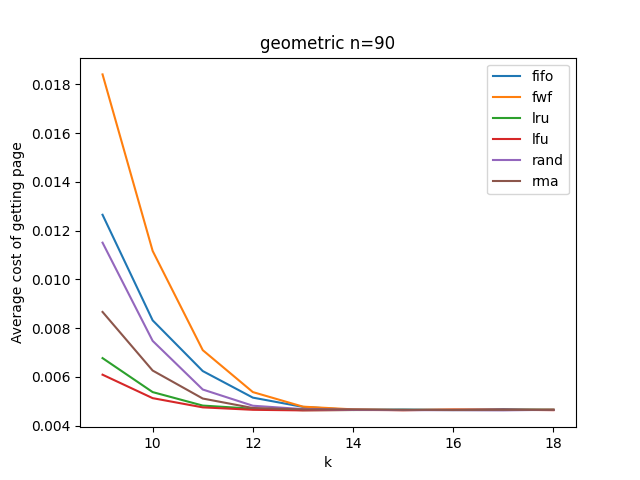 geometric n=90
Average cost of getting page
0.018
0.016
0.014
0.012
0.010
0.008
0.006
0.004
10
12
14
16
18
k
fifo
fwf
lru
lfu
rand
rma